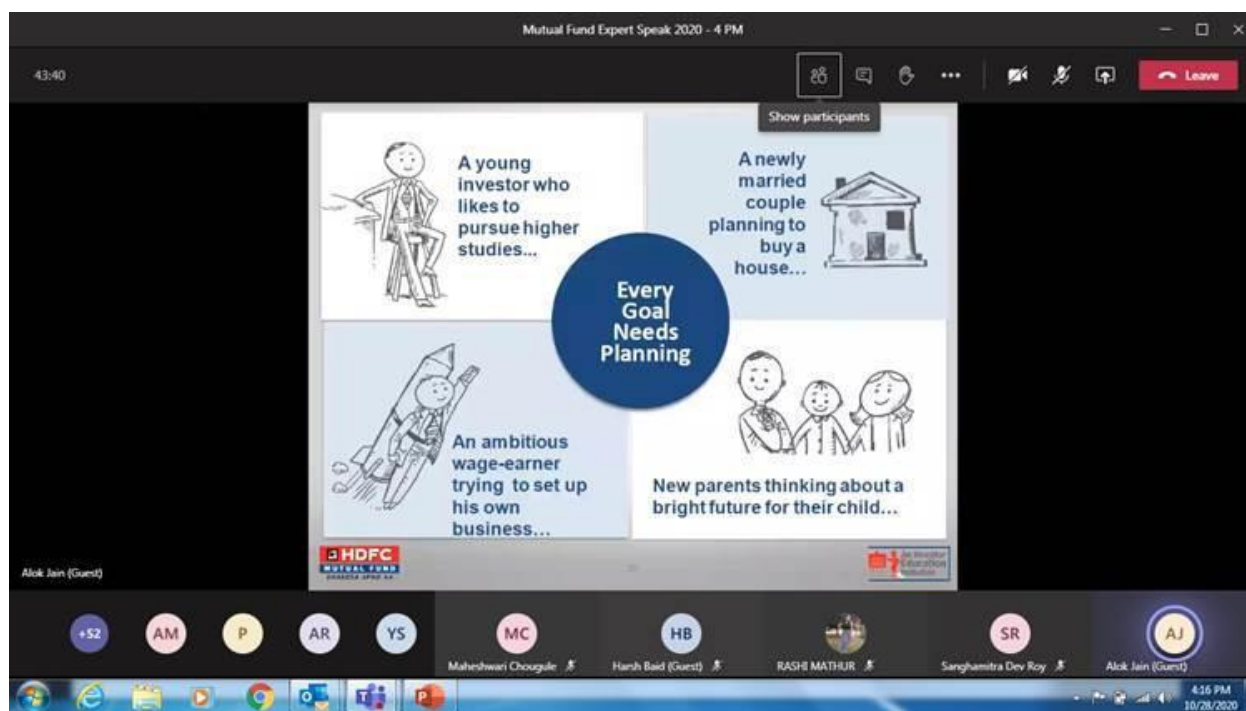 Mutual Fund Expert Speak 2020 - 4 PM
43:40
Leave
Show participants
A young
investor who
likes to
pursue higher
studies...
A newly
married
couple
planning to
buy a
house...
Every
Goal
Needs
Planning
An ambitious
wage-earner
trying to set up
his own
business...
New parents thinking about a
bright future for their child...
HDFC
MUTUAL FUND
An Investor
Education
Alok Jain (Guest)
+52
AM
P
AR
YS
MC
HB
SR
AJ
Maheshwari Chougule
Harsh Baid (Guest)
RASHI MATHUR
Sanghamitra Dev Roy
Alok Jain (Guest)
4:16 PM
10/28/2020